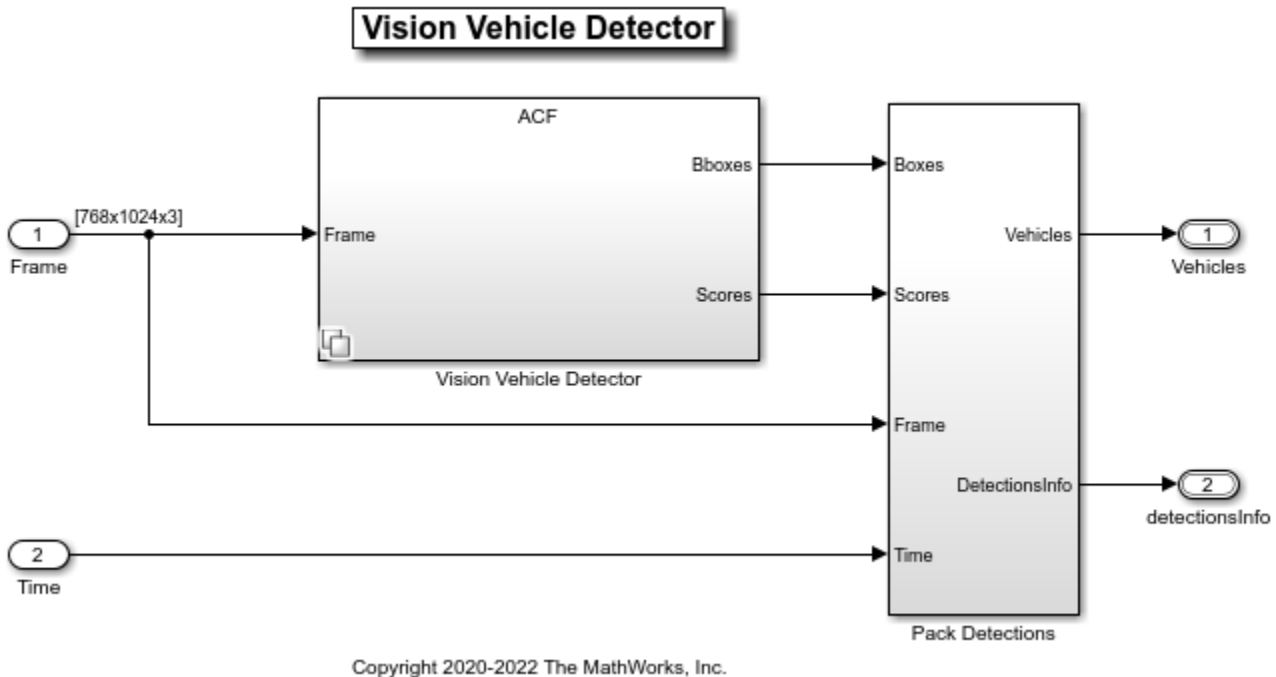 Vision Vehicle Detector
ACF
Bboxes
Boxes
[768x1024x3]
1
Frame
Frame
Vehicles
1
Vehicles
Scores
Scores
Vision Vehicle Detector
Frame
DetectionsInfo
2
detectionsInfo
2
Time
Time
Pack Detections
Copyright 2020-2022 The MathWorks, Inc.